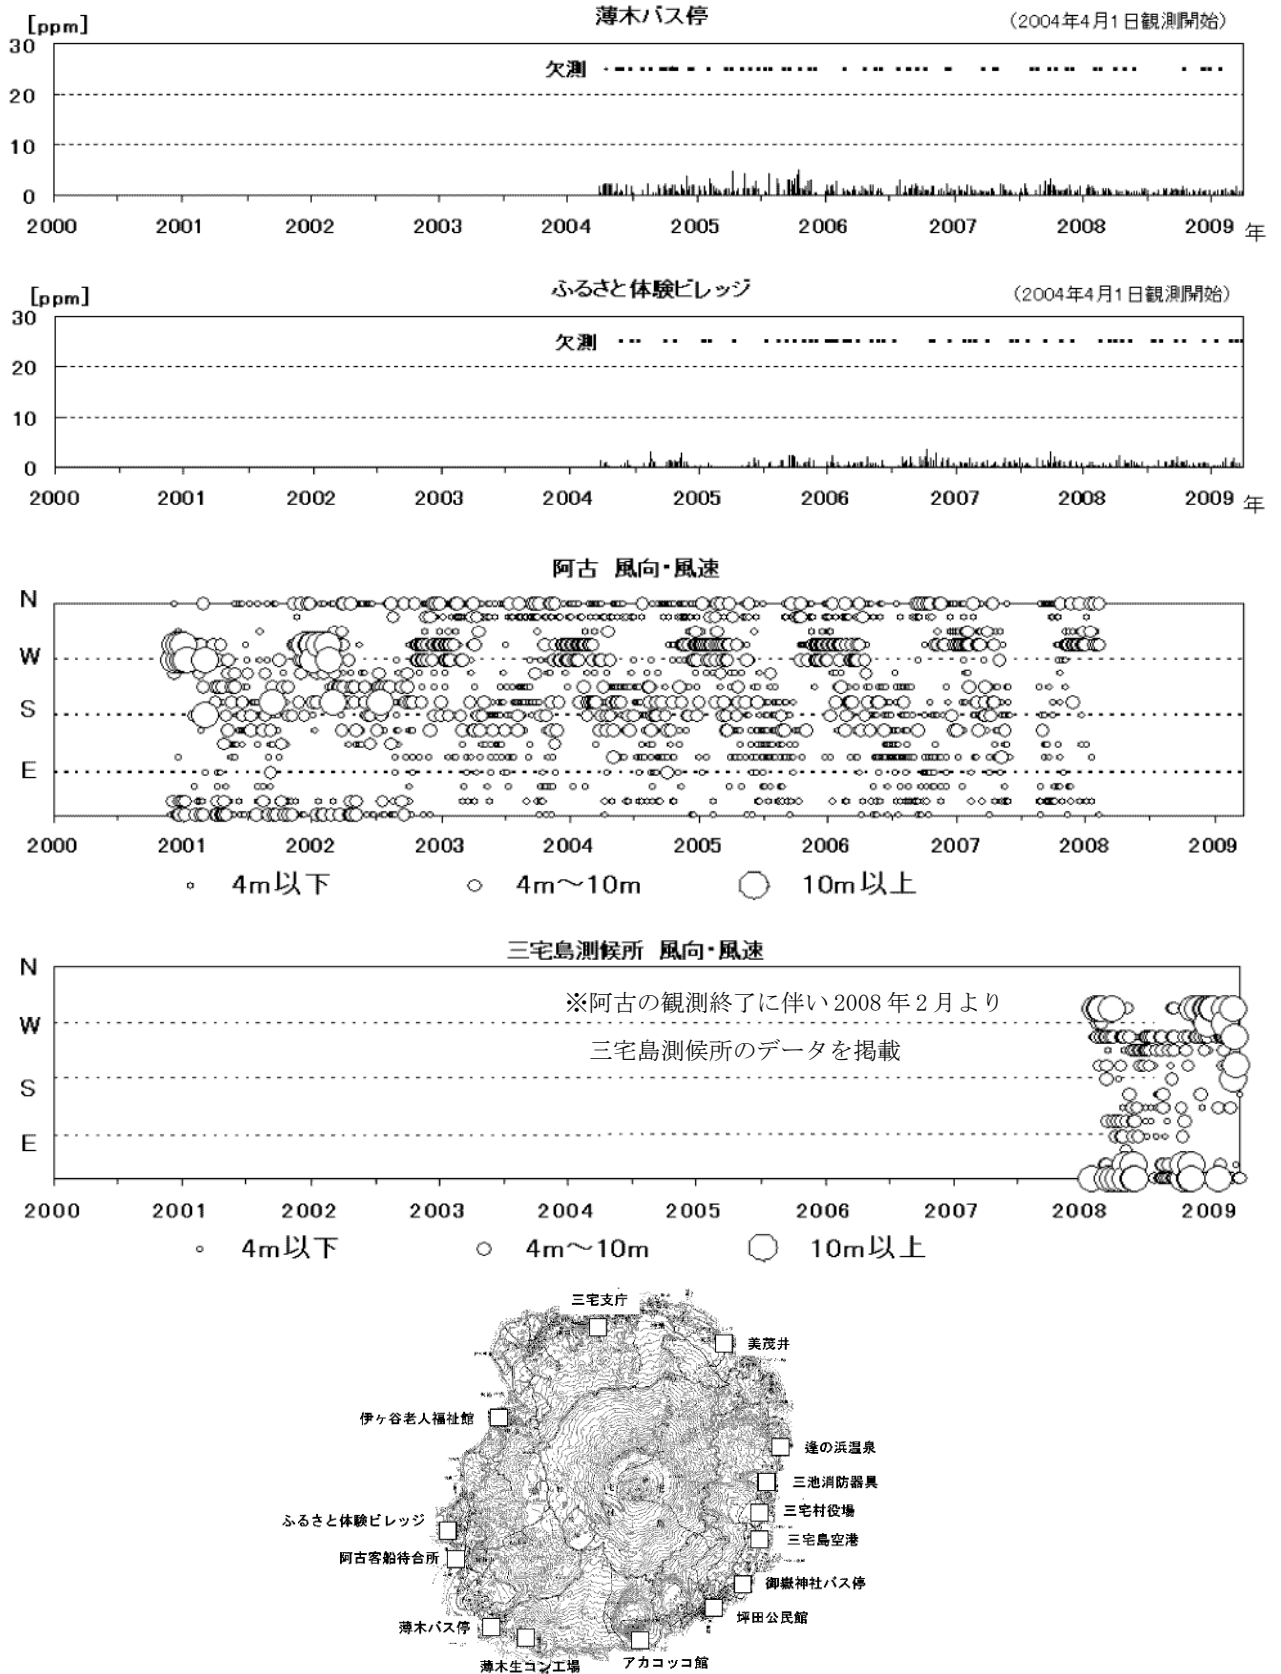 薄木バス停
（2004年4月1日観測開始）
[ppm]
30
欠測
20
10
0
2000 2001 2002 2003 2004 2005 2006 2007 2008 2009 年
ふるさと体験ビレッジ
（2004年4月1日観測開始）
[ppm]
30
欠測
20
10
0
2000 2001 2002 2003 2004 2005 2006 2007 2008 2009 年
阿古 風向・風速
N
W
S
E
2000 2001 2002 2003 2004 2005 2006 2007 2008 2009
4m以下 4m～10m 10m以上
三宅島測候所 風向・風速
N
※阿古の観測終了に伴い 2008 年 2 月より
W
三宅島測候所のデータを掲載
S
E
2000 2001 2002 2003 2004 2005 2006 2007 2008 2009
4m以下 4m～10m 10m以上
三宅支庁
美茂井
伊ヶ谷老人福祉館
逢の浜温泉
三池消防器具
三宅村役場
ふるさと体験ビレッジ
三宅島空港
阿古客船待合所
御嶽神社バス停
坪田公民館
薄木バス停
アカコッコ館
薄木生コン工場